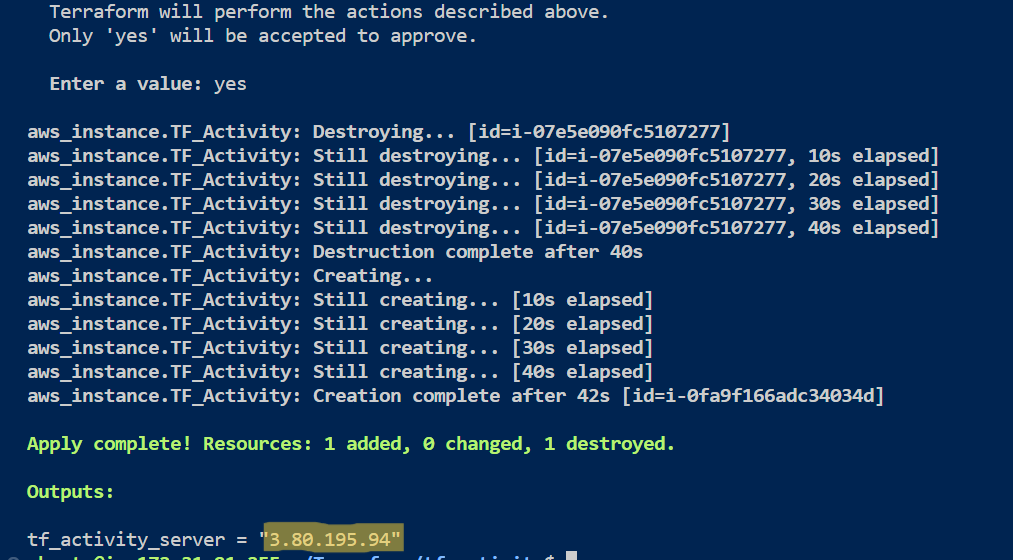 Terraform will perform the actions described above.
Only 'yes' will be accepted to approve.
Enter a value: yes
aws_instance.TF_Activity: Destroying... [id=i-07e5e090fc5107277]
aws_instance.TF_Activity: Still destroying... [id=i-07e5e090fc5107277, 10s elapsed]
aws_instance.TF_Activity: Still destroying... [id=i-07e5e090fc5107277, 20s elapsed]
aws_instance.TF_Activity: Still destroying... [id=i-07e5e090fc5107277, 30s elapsed]
aws_instance.TF_Activity: Still destroying... [id=i-07e5e090fc5107277, 40s elapsed]
aws_instance.TF_Activity: Destruction complete after 40s
aws_instance.TF_Activity: Creating...
aws_instance.TF_Activity: Still creating... [10s elapsed]
aws_instance.TF_Activity: Still creating... [20s elapsed]
aws_instance.TF_Activity: Still creating... [30s elapsed]
aws_instance.TF_Activity: Still creating... [40s elapsed]
aws_instance.TF_Activity: Creation complete after 42s [id=i-0fa9f166adc34034d]
Apply complete! Resources: 1 added, 0 changed, 1 destroyed.
Outputs:
tf_activity_server = "3.80.195.94"